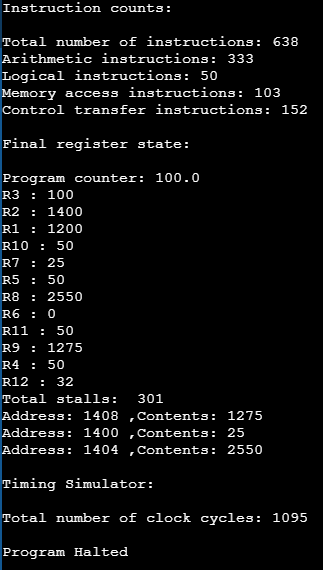 Instruction counts:
Total number of instructions: 638
Arithmetic instructions: 333
Logical instructions: 50
Memory access instructions: 103
Control transfer instructions: 152
Final register state:
Program counter: 100.0
R3 : 100
R2 : 1400
R1 : 1200
R10 : 50
R7 : 25
R5 : 50
R8 : 2550
R6 : 0
R11 : 50
R9 : 1275
R4 : 50
R12 : 32
Total stalls:  301
Address: 1408 ,Contents: 1275
Address: 1400 ,Contents: 25
Address: 1404 ,Contents: 2550
Timing Simulator:
Total number of clock cycles: 1095
Program Halted